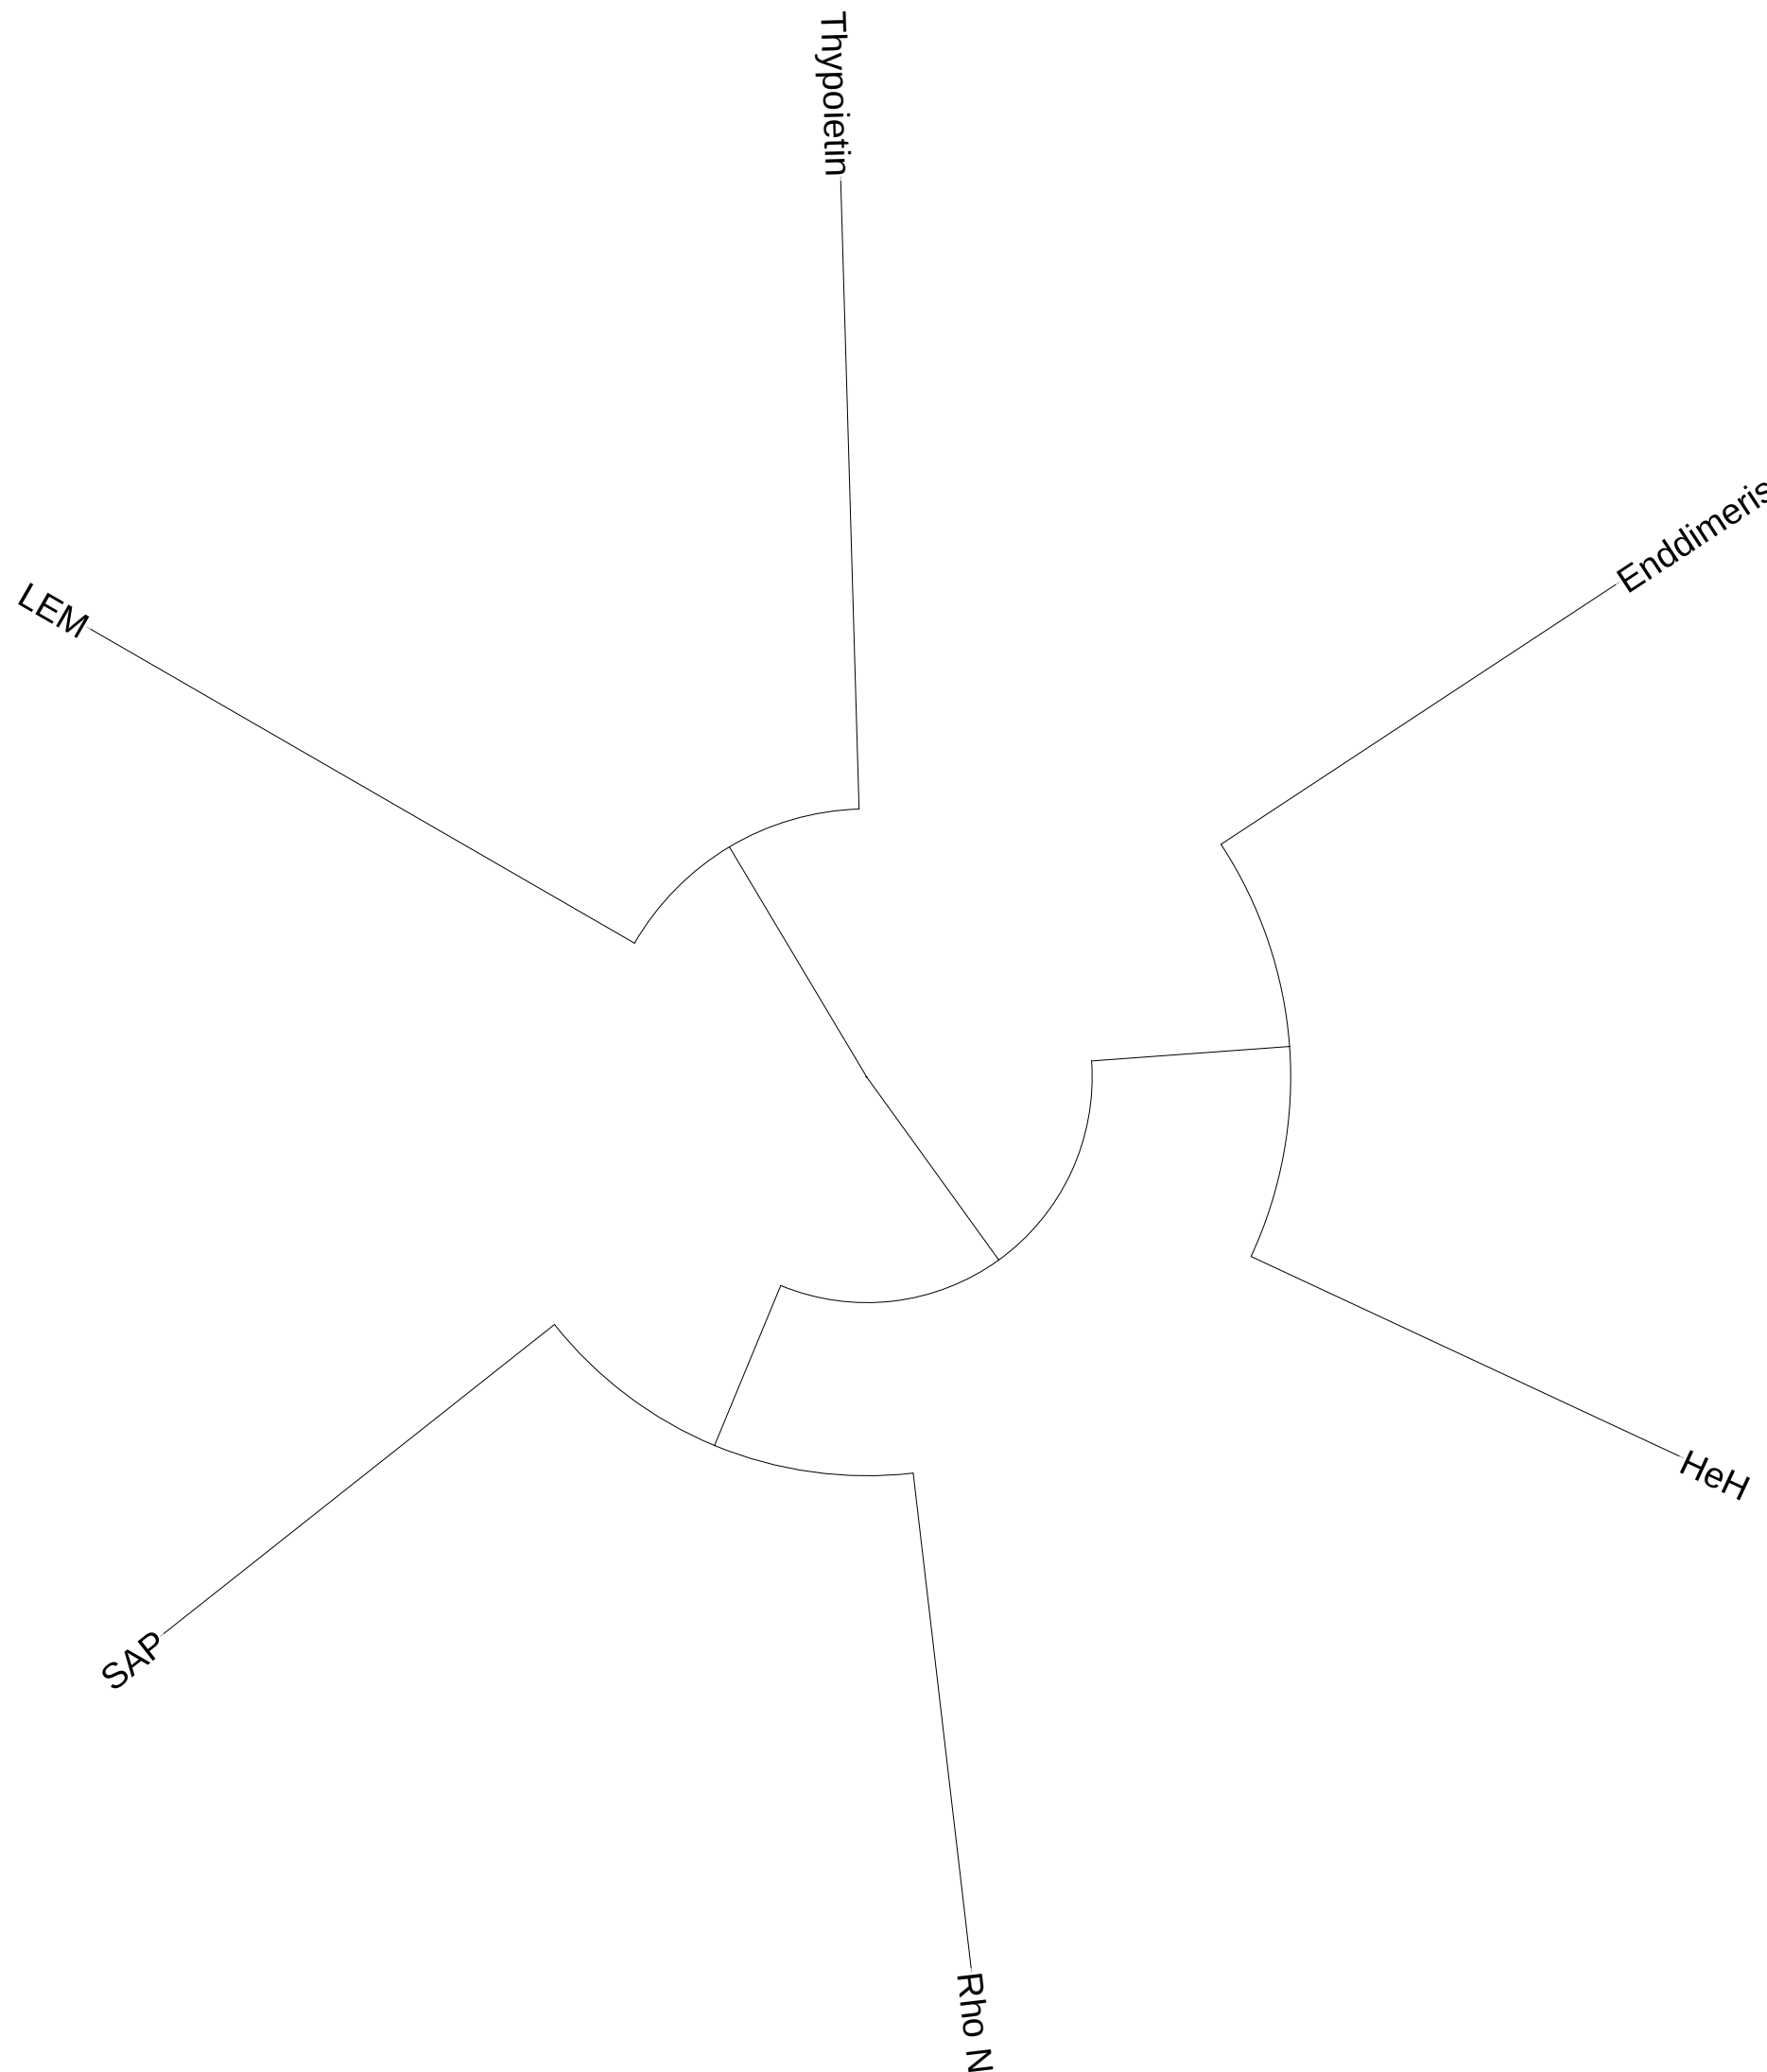 Thypoietin
Enddimeris
LEM
HeH
SAP
Rho N